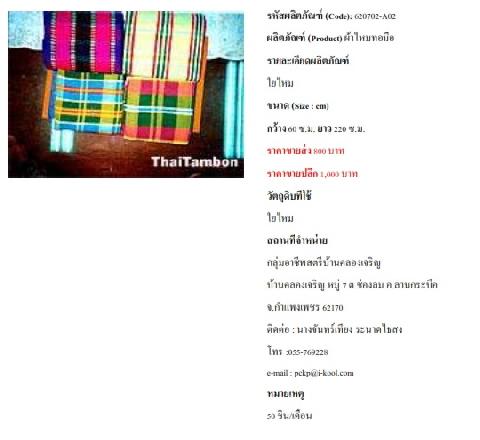 ThaiTambon
รหัสผลิตภัณฑ์ (Code): 620702-A02
ผลิตภัณฑ์ (Product) ผ้าไหมทอมือ
รายละเอียดผลิตภัณฑ์
ใยไหม
ขนาด (Size : cm)
กว้าง 60 ซ.ม. ยาว 220 ซ.ม.
ราคาขายส่ง 800 บาท
ราคาขายปลีก 1,000 บาท
วัตถุดิบที่ใช้
ใยไหม
สถานที่จำหน่าย
กลุ่มอาชีพสตรีบ้านคลองเจริญ
บ้านคลองเจริญ หมู่ 7 ต.ช่องลม อ.ลานกระบือ
จ.กำแพงเพชร 62170
ติดต่อ : นางจันทร์เที่ยง
โทร :055-769228
e-mail : pckp@i-kool.com
หมายเหตุ
50 ชิ้น/เดือน